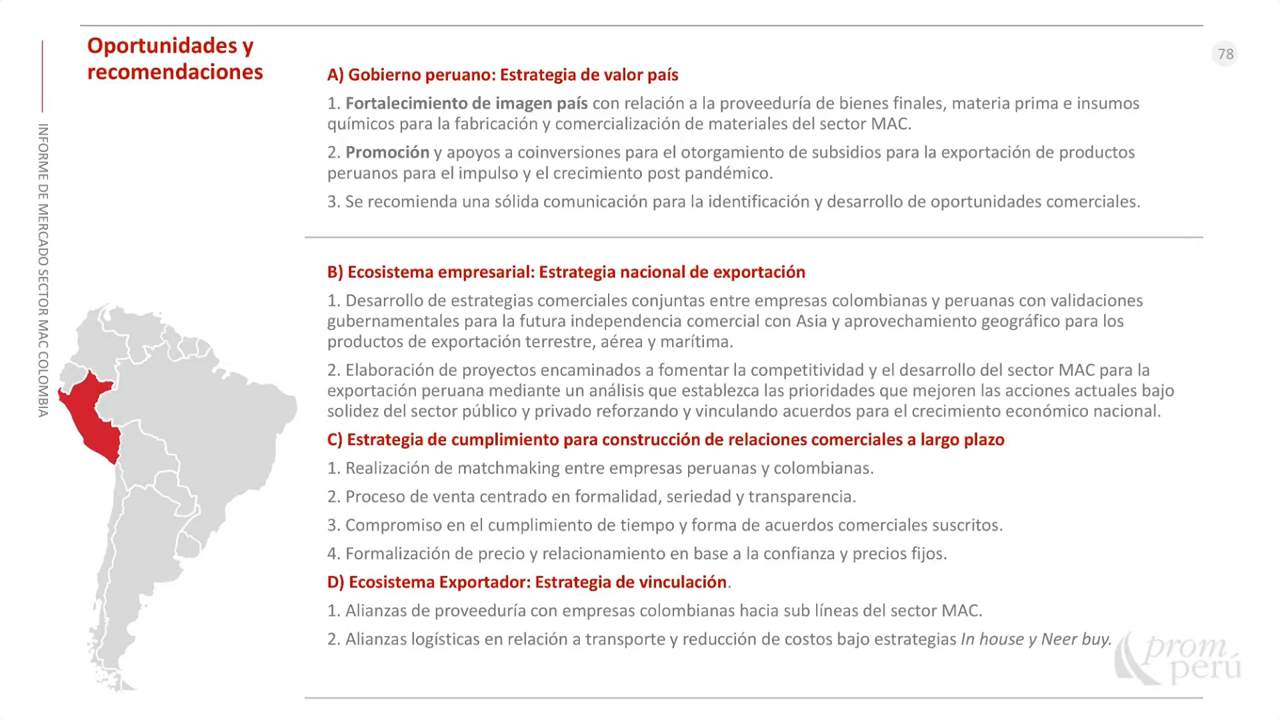 Oportunidades y
recomendaciones
78
INFORME DE MERCADO SECTOR MAC COLOMBIA
A) Gobierno peruano: Estrategia de valor país
1. Fortalecimiento de imagen país con relación a la proveeduría de bienes finales, materia prima e insumos
químicos para la fabricación y comercialización de materiales del sector MAC.
2. Promoción y apoyos a coinversiones para el otorgamiento de subsidios para la exportación de productos
peruanos para el impulso y el crecimiento post pandémico.
3. Se recomienda una sólida comunicación para la identificación y desarrollo de oportunidades comerciales.
B) Ecosistema empresarial: Estrategia nacional de exportación
1. Desarrollo de estrategias comerciales conjuntas entre empresas colombianas y peruanas con validaciones
gubernamentales para la futura independencia comercial con Asia y aprovechamiento geográfico para los
productos de exportación terrestre, aérea y marítima.
2. Elaboración de proyectos encaminados a fomentar la competitividad y el desarrollo del sector MAC para la
exportación peruana mediante un análisis que establezca las prioridades que mejoren las acciones actuales bajo
solidez del sector público y privado reforzando y vinculando acuerdos para el crecimiento económico nacional.
C) Estrategia de cumplimiento para construcción de relaciones comerciales a largo plazo
1. Realización de matchmaking entre empresas peruanas y colombianas.
2. Proceso de venta centrado en formalidad, seriedad y transparencia.
3. Compromiso en el cumplimiento de tiempo y forma de acuerdos comerciales suscritos.
4. Formalización de precio y relacionamiento en base a la confianza y precios fijos.
D) Ecosistema Exportador: Estrategia de vinculación.
1. Alianzas de proveeduría con empresas colombianas hacia sub líneas del sector MAC.
2. Alianzas logísticas en relación a transporte y reducción de costos bajo estrategias In house y Neer buy.
prom
perú